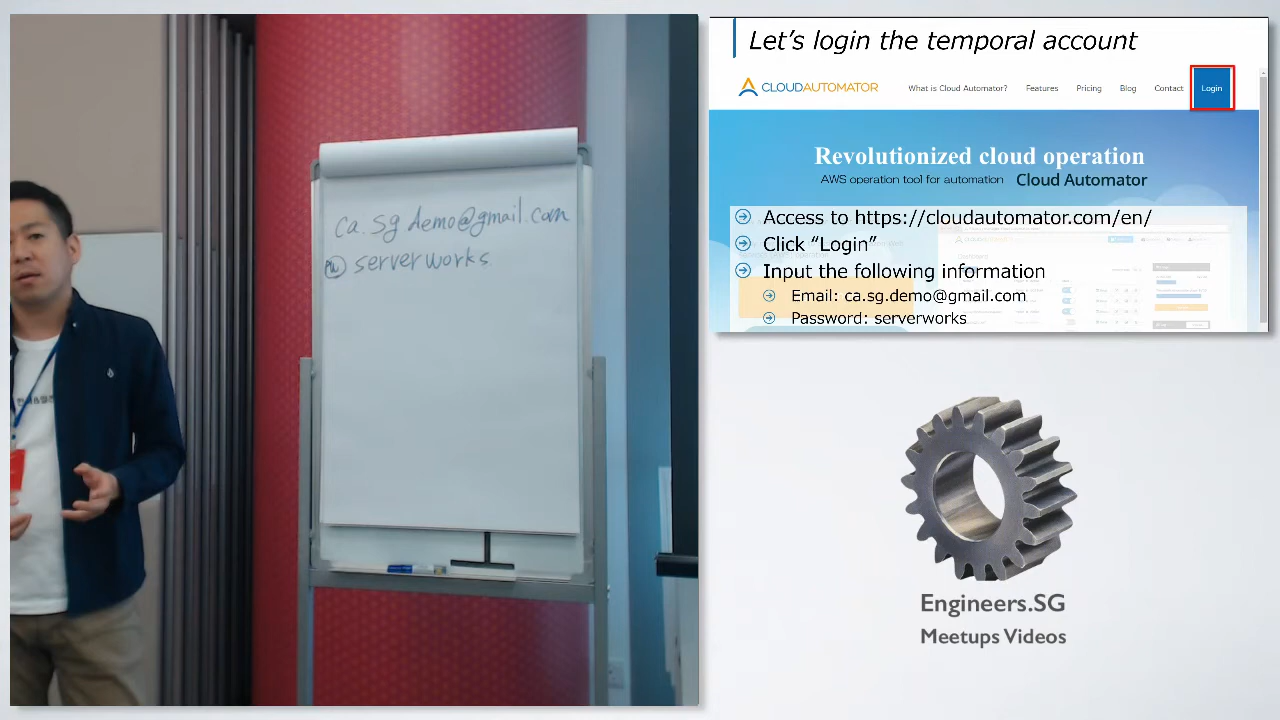 ca.sg demo@gmail.com
PW serverworks
Let's login the temporal account
CLOUDAUTOMATOR
What is Cloud Automator? Features Pricing Blog Contact Login
Revolutionized cloud operation
AWS operation tool for automation Cloud Automator
Access to https://cloudautomator.com/en/
Click “Login”
Input the following information
Email: ca.sg.demo@gmail.com
Password: serverworks
Engineers.SG
Meetups Videos